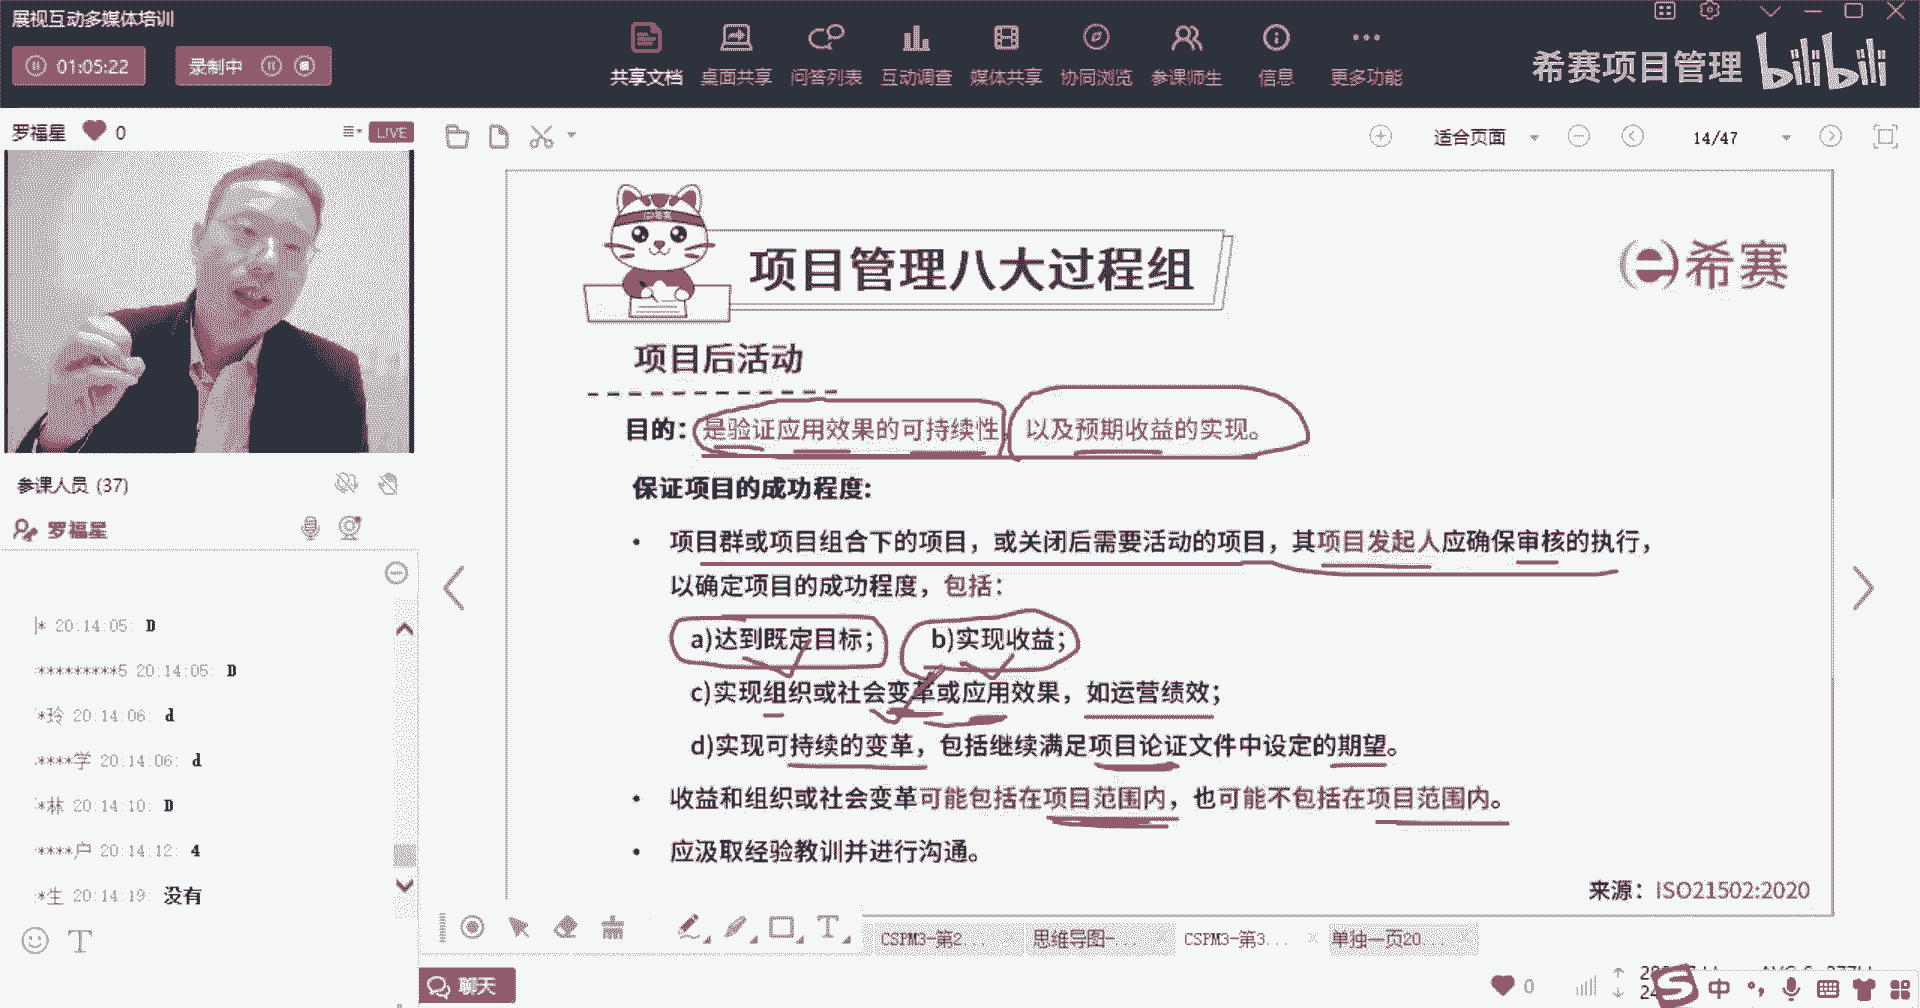 展视互动多媒体培训
01:05:22
录制中
共享文档 桌面共享 问答列表 互动调查 媒体共享 协同浏览 参课师生 信息 更多功能
希赛项目管理 bilibili
罗福星 0
LIVE
适合页面
14/47
项目管理八大过程组
希赛
项目后活动
目的：是验证应用效果的可持续性，以及预期收益的实现。
保证项目的成功程度：
• 项目群或项目组合下的项目，或关闭后需要活动的项目，其项目发起人应确保审核的执行，
以确定项目的成功程度，包括：
a)达到既定目标； b)实现收益；
c)实现组织或社会变革或应用效果，如运营绩效；
d)实现可持续的变革，包括继续满足项目论证文件中设定的期望。
• 收益和组织或社会变革可能包括在项目范围内，也可能不包括在项目范围内。
• 应汲取经验教训并进行沟通。
来源：ISO21502:2020
参课人员 (37)
罗福星
* 20:14:05: D
*********5 20:14:05: D
*玲 20:14:06: d
****学 20:14:06: d
*林 20:14:10: D
****户 20:14:12: 4
*生 20:14:19: 没有
T
T
CSPM3-第2... 思维导图-... CSPM3-第3... 单独一页20...
聊天
0
中